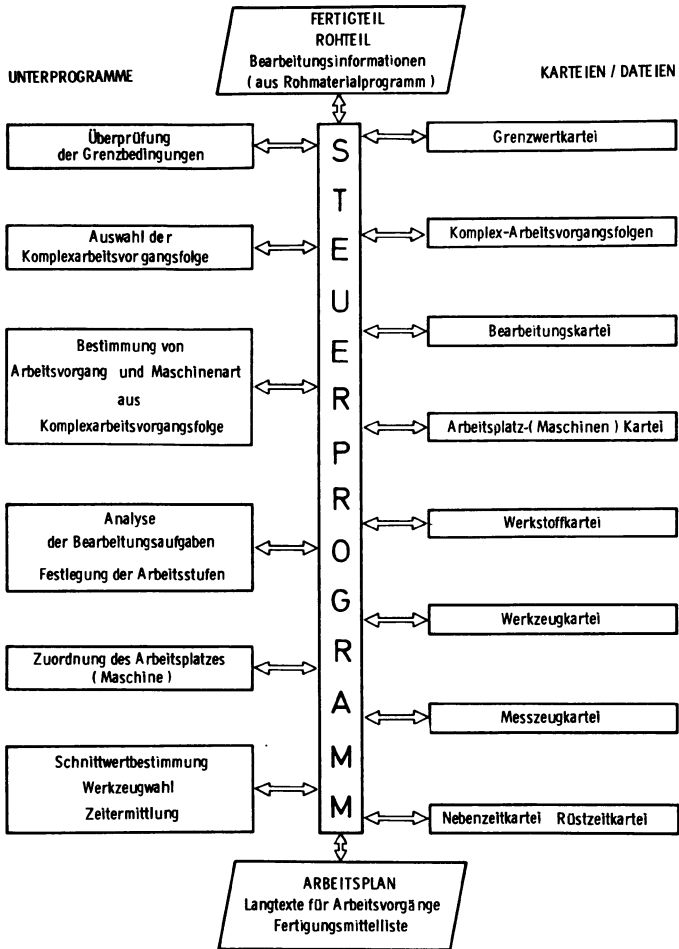 FERTIGTEIL
ROHTEIL
Bearbeitungsinformationen
( aus Rohmaterialprogramm )
UNTERPROGRAMME
KARTEIEN / DATEIEN
Überprüfung
der Grenzbedingungen
Auswahl der
Komplexarbeitsvorgangsfolge
Bestimmung von
Arbeitsvorgang und Maschinenart
aus
Komplexarbeitsvorgangsfolge
Analyse
der Bearbeitungsaufgaben
Festlegung der Arbeitsstufen
Zuordnung des Arbeitsplatzes
( Maschine )
Schnittwertbestimmung
Werkzeugwahl
Zeitermittlung
STEUERPROGRAMM
Grenzwertkartei
Komplex-Arbeitsvorgangsfolgen
Bearbeitungskartei
Arbeitsplatz-( Maschinen ) Kartei
Werkstoffkartei
Werkzeugkartei
Messzeugkartei
Nebenzeitkartei Rüstzeitkartei
ARBEITSPLAN
Langtexte für Arbeitsvorgänge
Fertigungsmittelliste